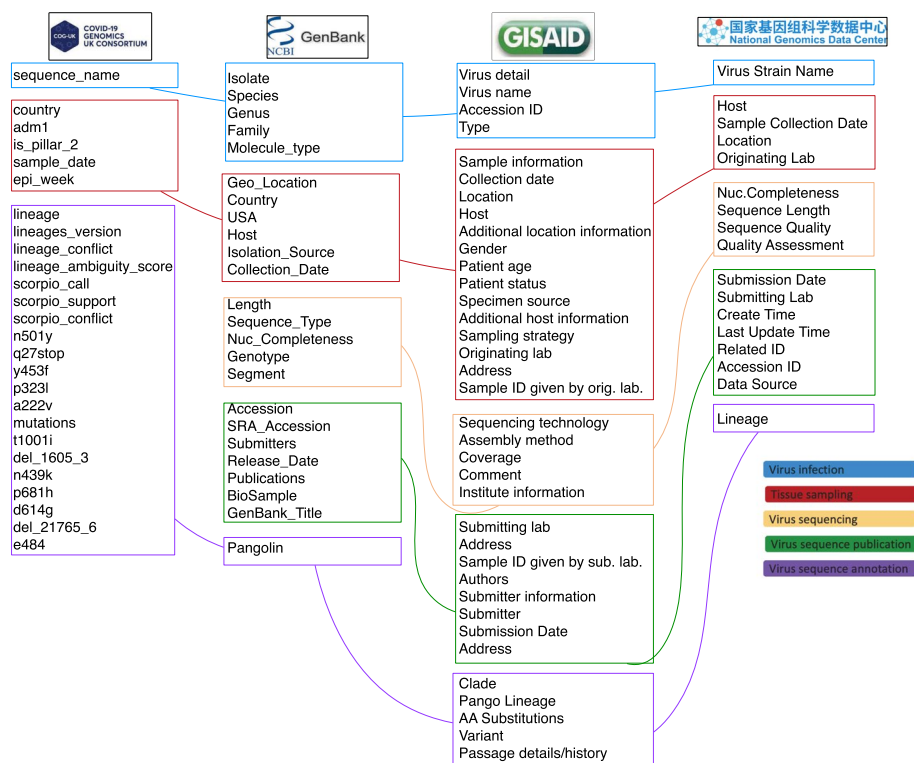 COG-UK
COVID-19
GENOMICS
UK CONSORTIUM
sequence_name
country
adm1
is_pillar_2
sample_date
epi_week
lineage
lineages_version
lineage_conflict
lineage_ambiguity_score
scorpio_call
scorpio_support
scorpio_conflict
n501y
q27stop
y453f
p323l
a222v
mutations
t1001i
del_1605_3
n439k
p681h
d614g
del_21765_6
e484
NCBI
GenBank
Isolate
Species
Genus
Family
Molecule_type
Geo_Location
Country
USA
Host
Isolation_Source
Collection_Date
Length
Sequence_Type
Nuc_Completeness
Genotype
Segment
Accession
SRA_Accession
Submitters
Release_Date
Publications
BioSample
GenBank_Title
Pangolin
GISAID
Virus detail
Virus name
Accession ID
Type
Sample information
Collection date
Location
Host
Additional location information
Gender
Patient age
Patient status
Specimen source
Additional host information
Sampling strategy
Originating lab
Address
Sample ID given by orig. lab.
Sequencing technology
Assembly method
Coverage
Comment
Institute information
Submitting lab
Address
Sample ID given by sub. lab.
Authors
Submitter information
Submitter
Submission Date
Address
Clade
Pango Lineage
AA Substitutions
Variant
Passage details/history
国家基因组科学数据中心
National Genomics Data Center
Virus Strain Name
Host
Sample Collection Date
Location
Originating Lab
Nuc.Completeness
Sequence Length
Sequence Quality
Quality Assessment
Submission Date
Submitting Lab
Create Time
Last Update Time
Related ID
Accession ID
Data Source
Lineage
Virus infection
Tissue sampling
Virus sequencing
Virus sequence publication
Virus sequence annotation